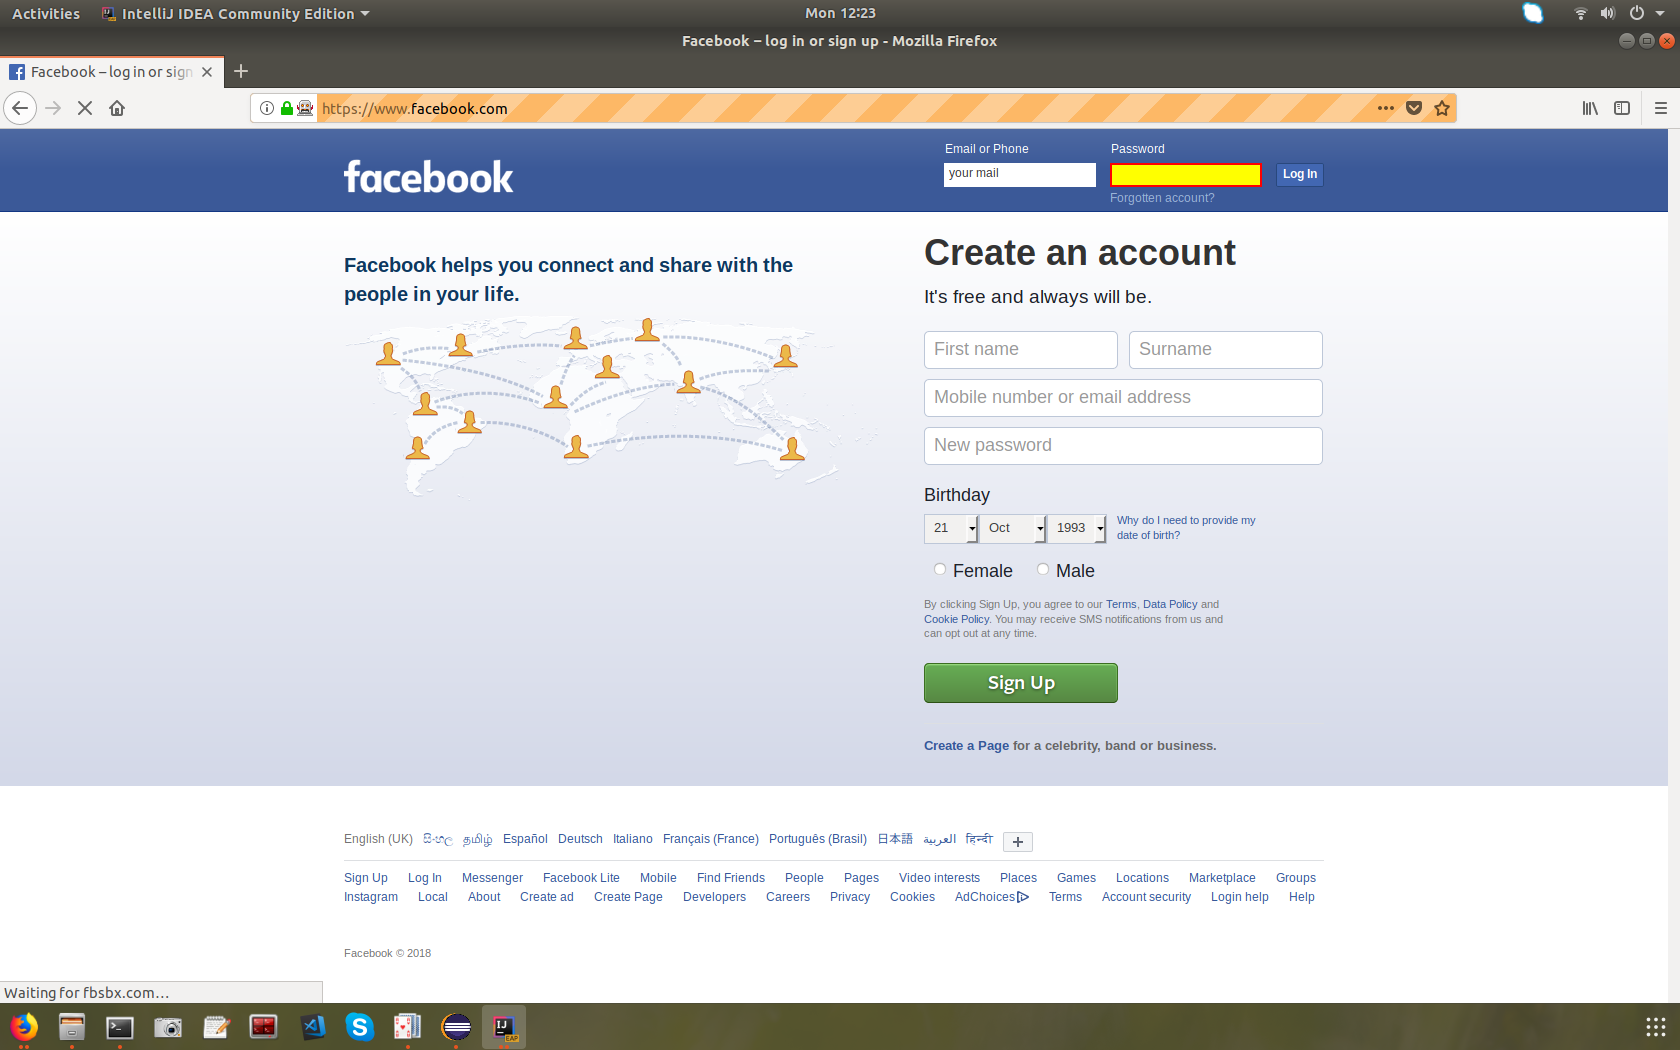 Activities IntelliJ IDEA Community Edition Mon 12:23
Facebook – log in or sign up - Mozilla Firefox
Facebook – log in or sign
https://www.facebook.com
Email or Phone Password
facebook
your mail Log In
Forgotten account?
Create an account
Facebook helps you connect and share with the
people in your life.
It's free and always will be.
First name Surname
Mobile number or email address
New password
Birthday
21 Oct 1993
Why do I need to provide my
date of birth?
Female Male
By clicking Sign Up, you agree to our Terms, Data Policy and
Cookie Policy. You may receive SMS notifications from us and
can opt out at any time.
Sign Up
Create a Page for a celebrity, band or business.
English (UK) සිංහල தமிழ் Español Deutsch Italiano Français (France) Português (Brasil) 日本語 العربية हिन्दी
Sign Up Log In Messenger Facebook Lite Mobile Find Friends People Pages Video interests Places Games Locations Marketplace Groups
Instagram Local About Create ad Create Page Developers Careers Privacy Cookies AdChoices Terms Account security Login help Help
Facebook © 2018
Waiting for fbsbx.com…
IJ
EAP